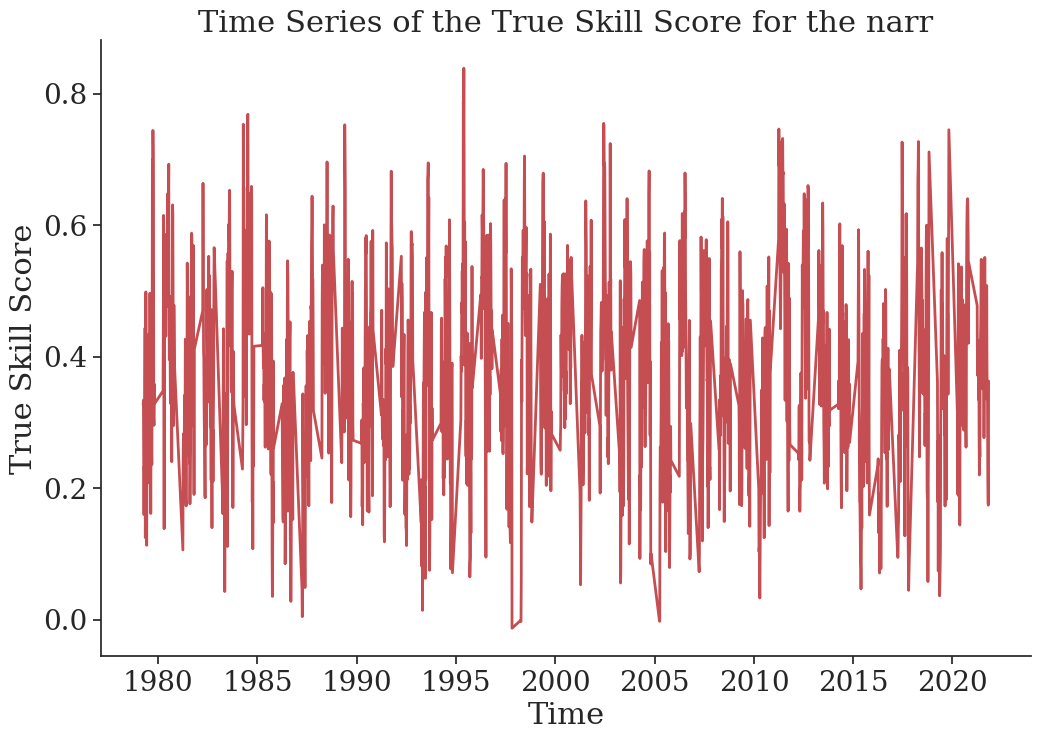 Time Series of the True Skill Score for the narr
True Skill Score
0.8
0.6
0.4
0.2
0.0
1980 1985 1990 1995 2000 2005 2010 2015 2020
Time